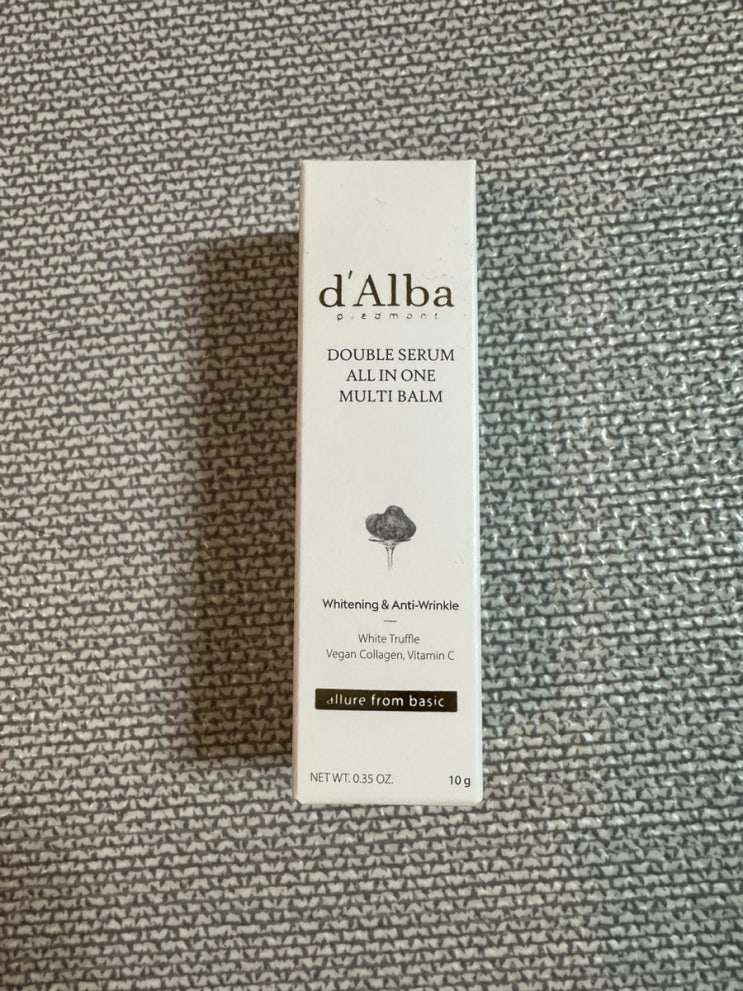 d'Alba
piedmont
DOUBLE SERUM
ALL IN ONE
MULTI BALM
Whitening & Anti-Wrinkle
White Truffle
Vegan Collagen, Vitamin C
allure from basic
NET WT. 0.35 OZ. 10 g